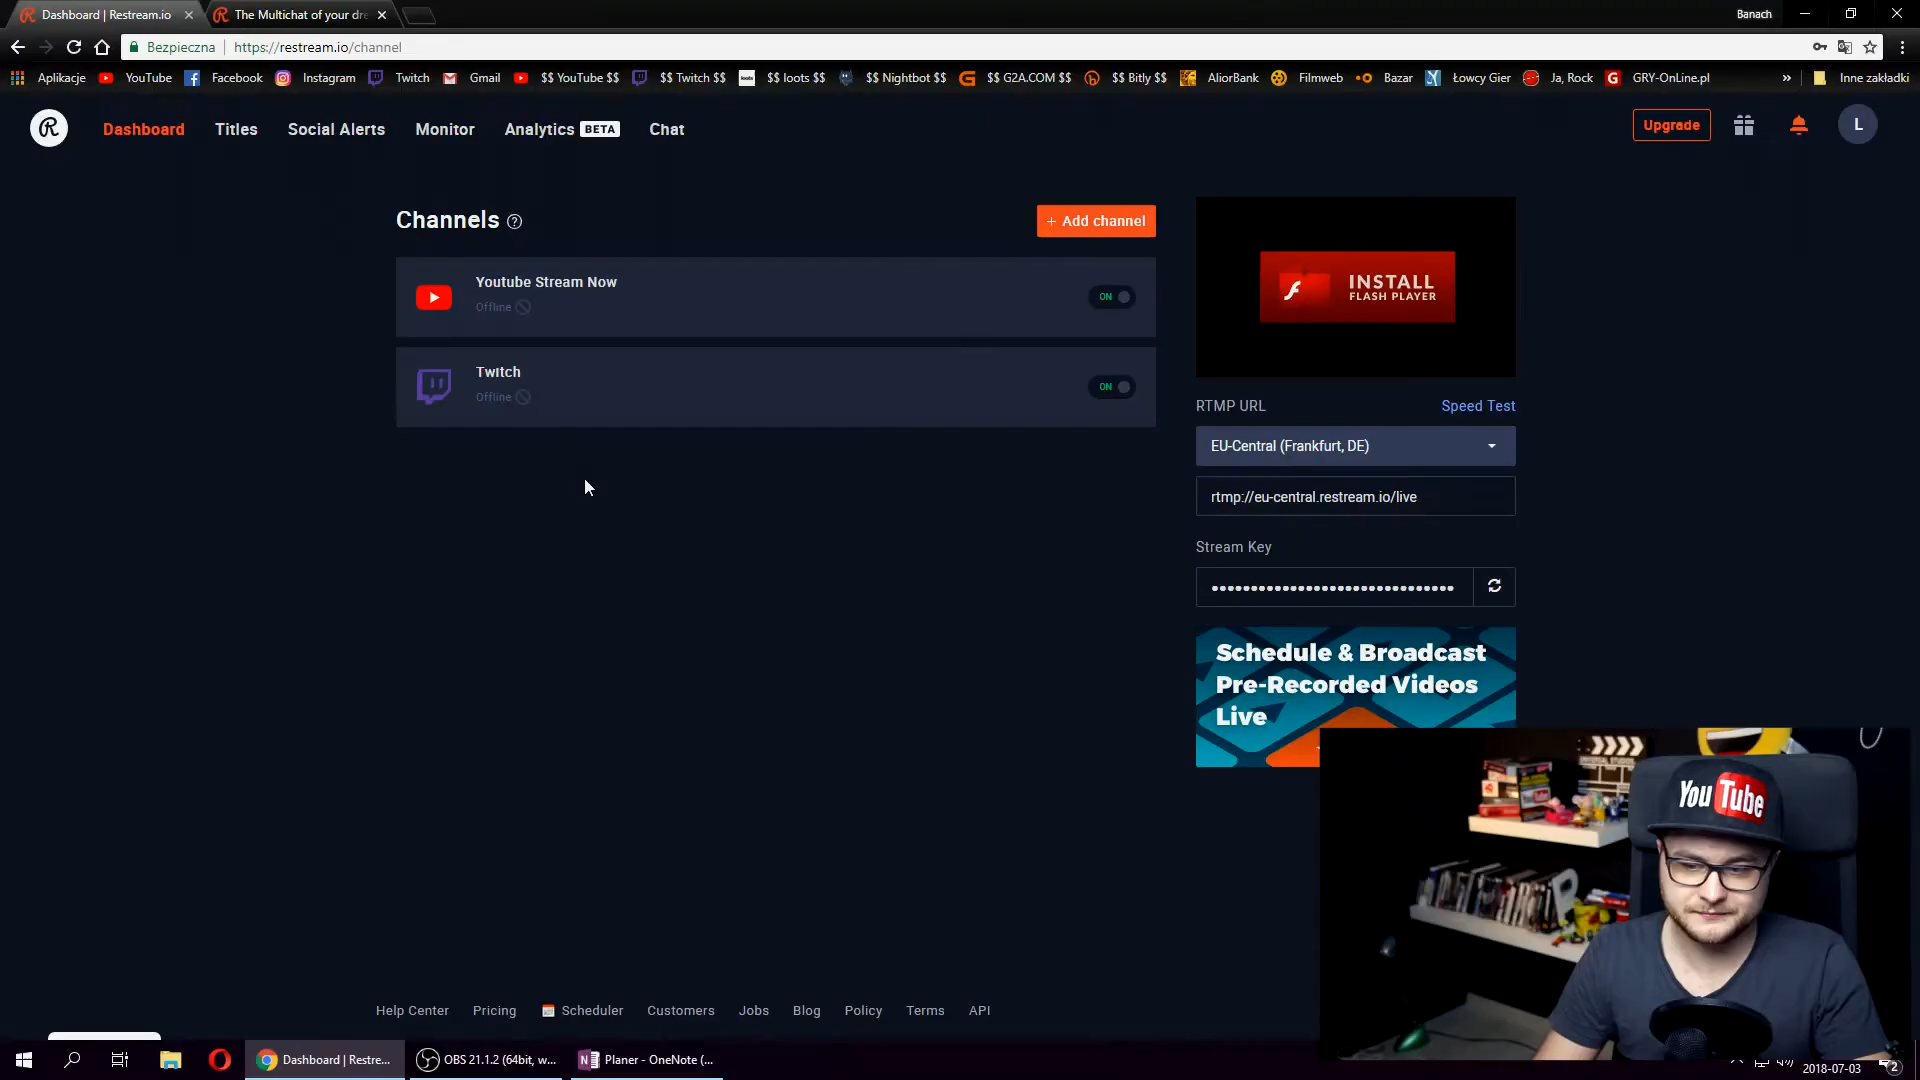 Dashboard | Restream.io
The Multichat of your dre
Banach
Bezpieczna
https://restream.io/channel
Aplikacje
YouTube
Facebook
Instagram
Twitch
Gmail
$$ YouTube $$
$$ Twitch $$
$$ loots $$
$$ Nightbot $$
$$ G2A.COM $$
$$ Bitly $$
AliorBank
Filmweb
Bazar
Łowcy Gier
Ja, Rock
GRY-OnLine.pl
»
Inne zakładki
Dashboard
Titles
Social Alerts
Monitor
Analytics BETA
Chat
Upgrade
L
Channels
+ Add channel
Youtube Stream Now
Offline
ON
Twitch
Offline
ON
INSTALL
FLASH PLAYER
RTMP URL
Speed Test
EU-Central (Frankfurt, DE)
rtmp://eu-central.restream.io/live
Stream Key
Schedule & Broadcast
Pre-Recorded Videos
Live
You Tube
Help Center
Pricing
Scheduler
Customers
Jobs
Blog
Policy
Terms
API
Dashboard | Restre...
OBS 21.1.2 (64bit, w...
Planer - OneNote (...
2018-07-03
2